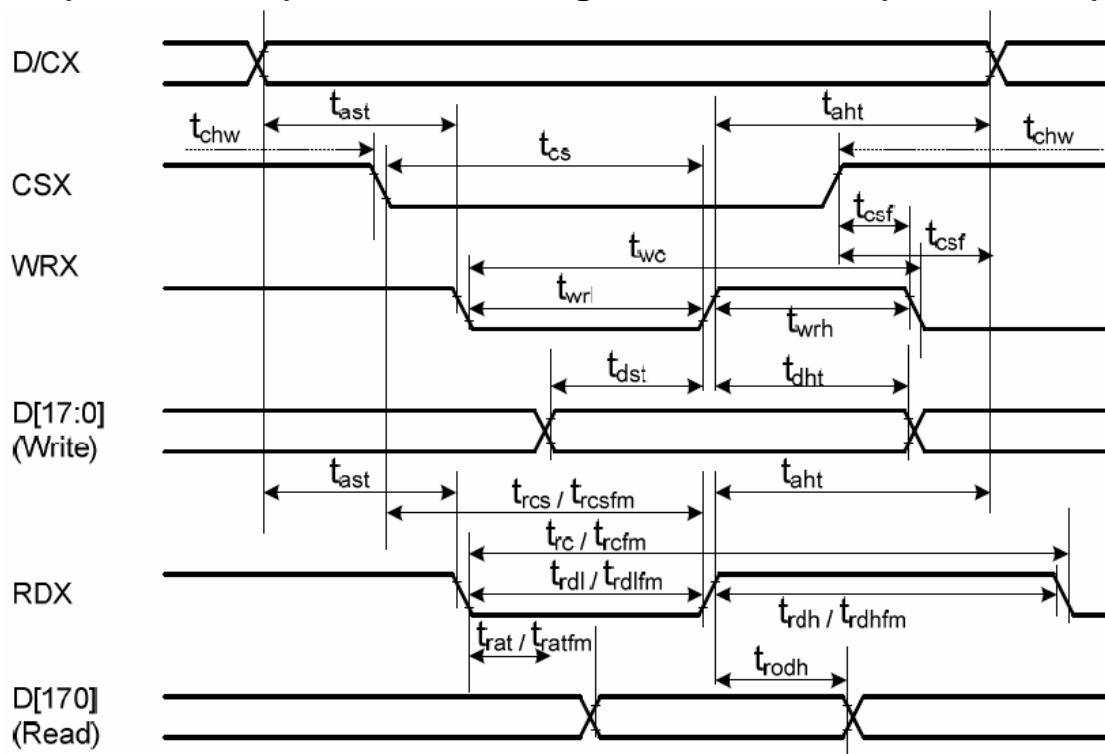 D/CX
tast
taht
tchw
tchw
tcs
CSX
tcsf
tcsf
WRX
twc
twrl
twrh
tdst
tdht
D[17:0]
(Write)
tast
taht
trcs / trcsfm
trc / trcfm
trdl / trdlfm
RDX
trdh / trdhfm
trat / tratfm
trodh
D[170]
(Read)